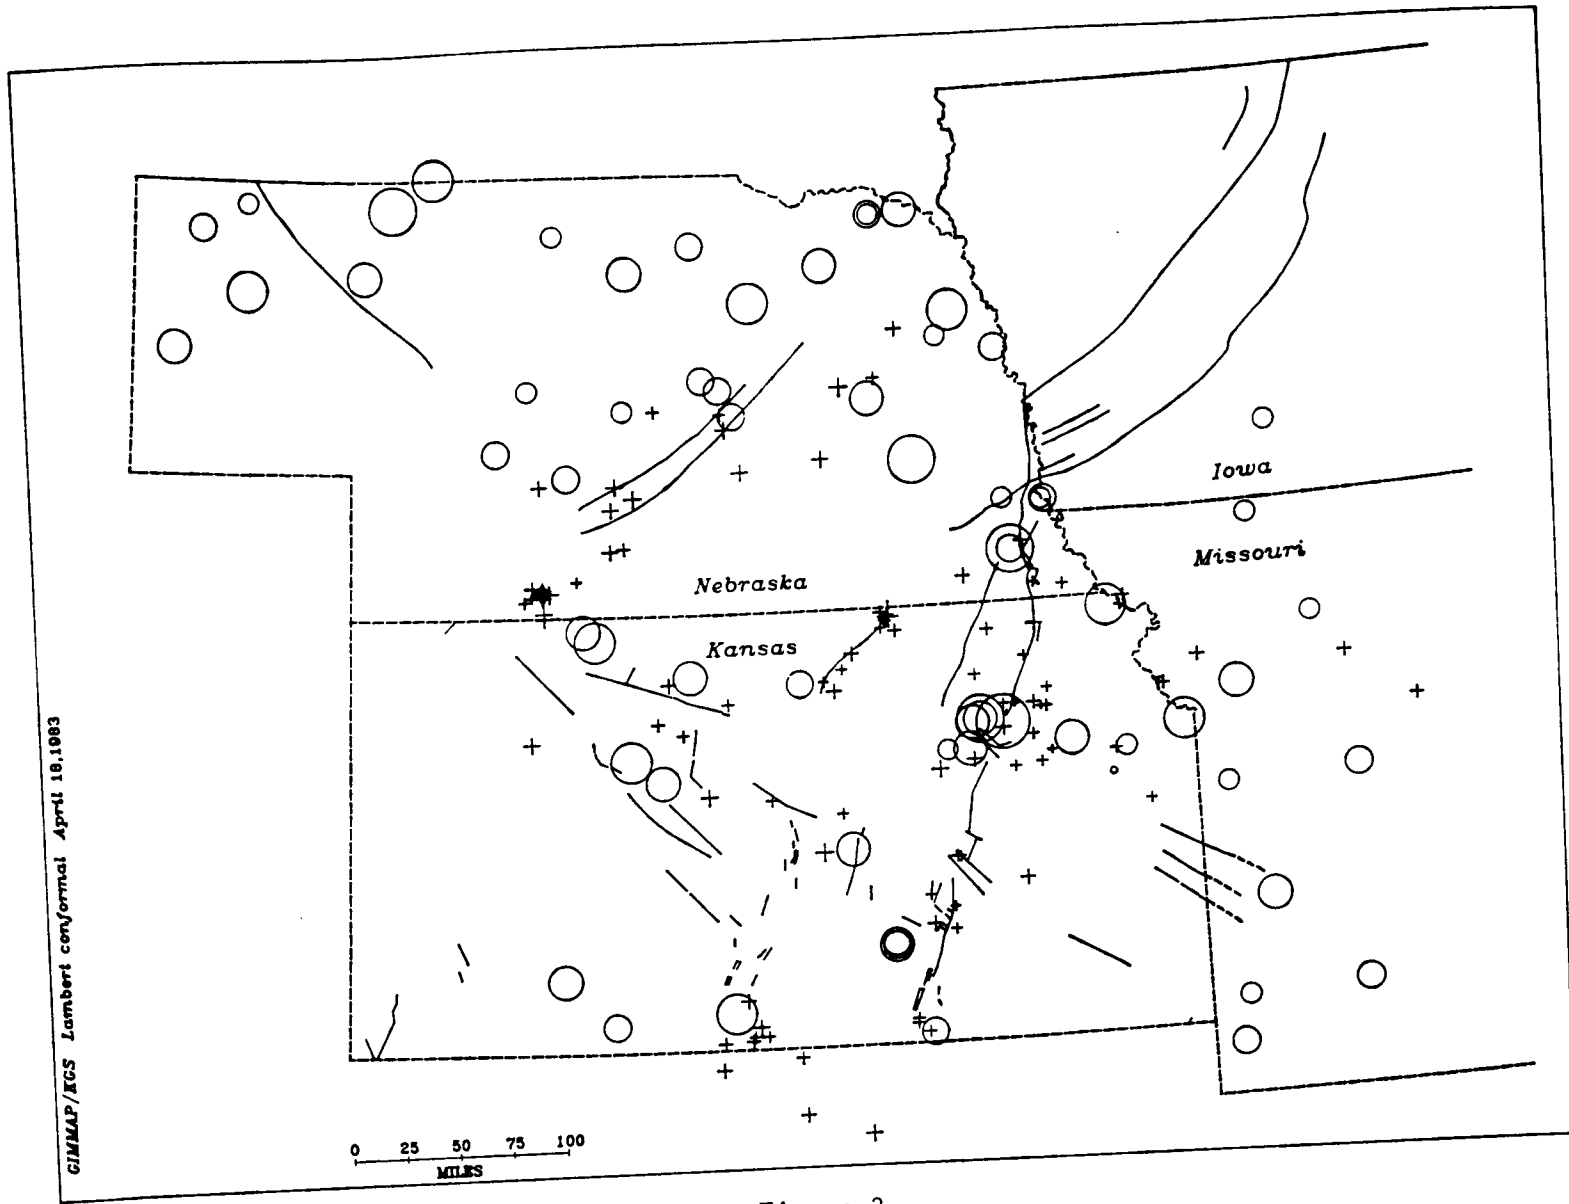 Iowa
Missouri
Nebraska
Kansas
GIMMAP/KGS Lambert conformal April 18,1983
0 25 50 75 100
MILES